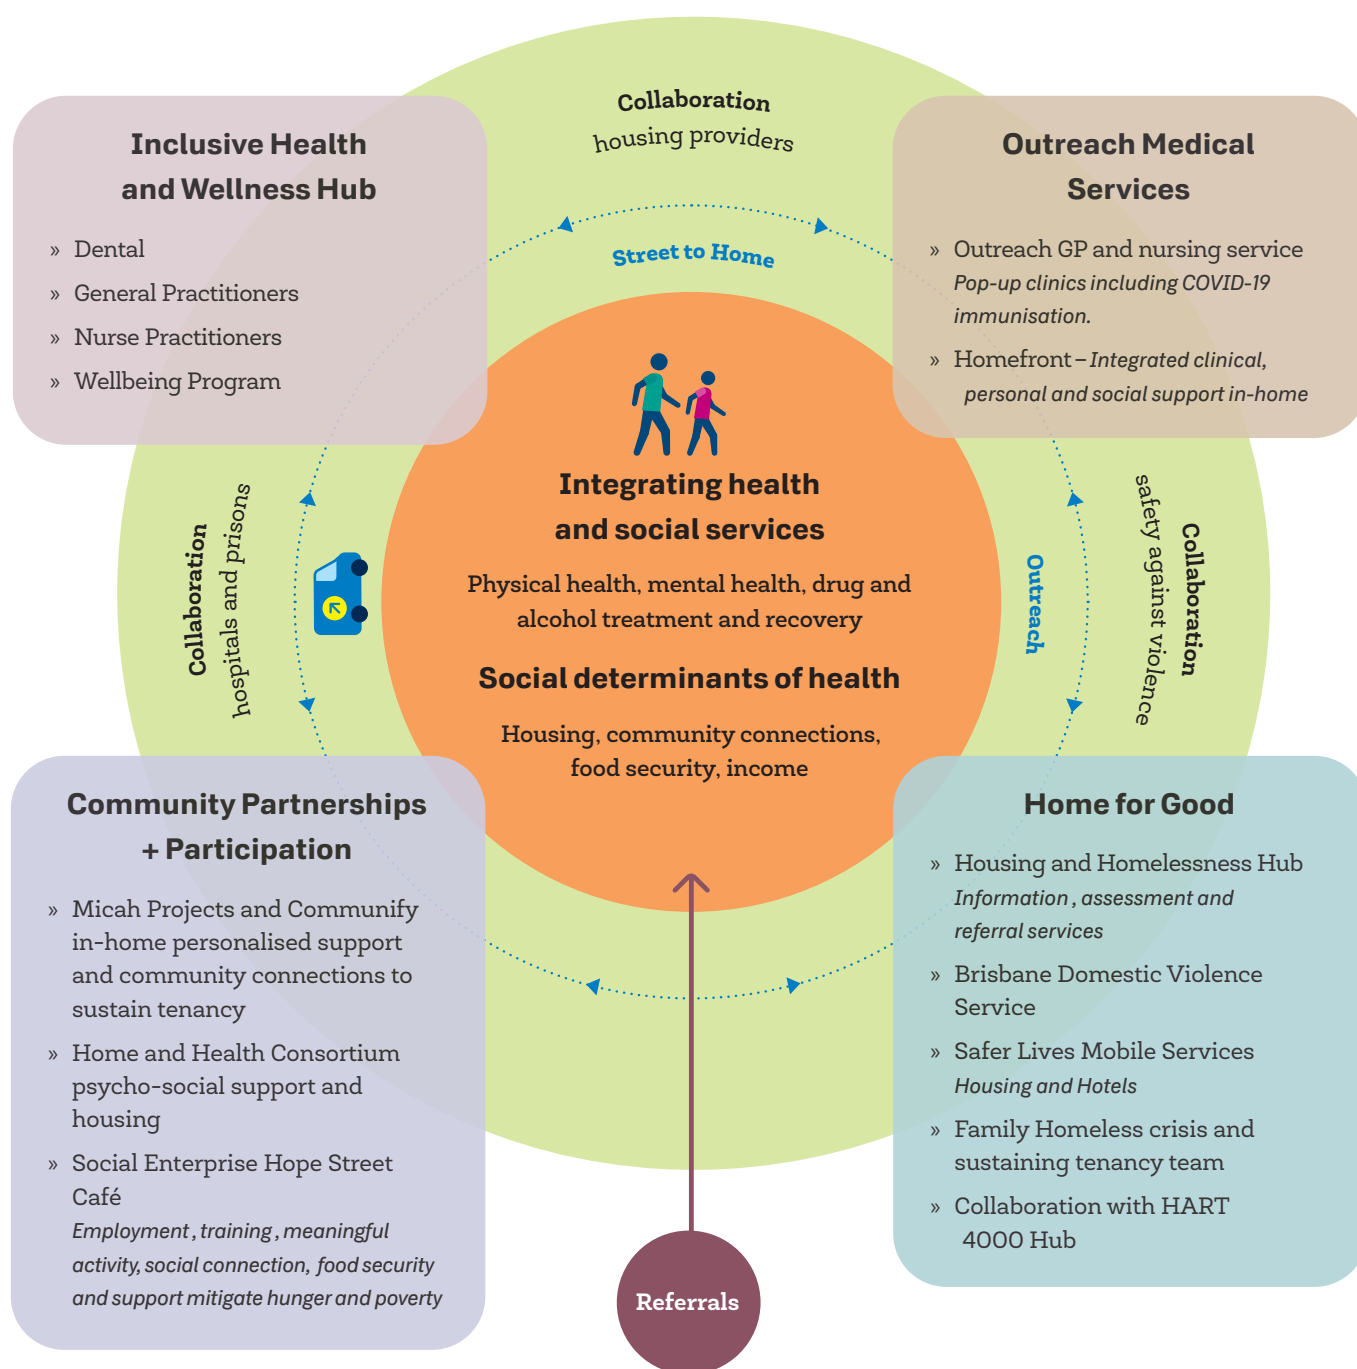 Collaboration
housing providers
Street to Home
Inclusive Health
and Wellness Hub
» Dental
» General Practitioners
» Nurse Practitioners
» Wellbeing Program
Outreach Medical
Services
» Outreach GP and nursing service
Pop-up clinics including COVID-19
immunisation.
» Homefront – Integrated clinical,
personal and social support in-home
Collaboration
hospitals and prisons
Integrating health
and social services
Physical health, mental health, drug and
alcohol treatment and recovery
Social determinants of health
Housing, community connections,
food security, income
Outreach
Collaboration
safety against violence
Community Partnerships
+ Participation
» Micah Projects and Communify
in-home personalised support
and community connections to
sustain tenancy
» Home and Health Consortium
psycho-social support and
housing
» Social Enterprise Hope Street
Café
Employment , training , meaningful
activity, social connection, food security
and support mitigate hunger and poverty
Home for Good
» Housing and Homelessness Hub
Information , assessment and
referral services
» Brisbane Domestic Violence
Service
» Safer Lives Mobile Services
Housing and Hotels
» Family Homeless crisis and
sustaining tenancy team
» Collaboration with HART
4000 Hub
Referrals